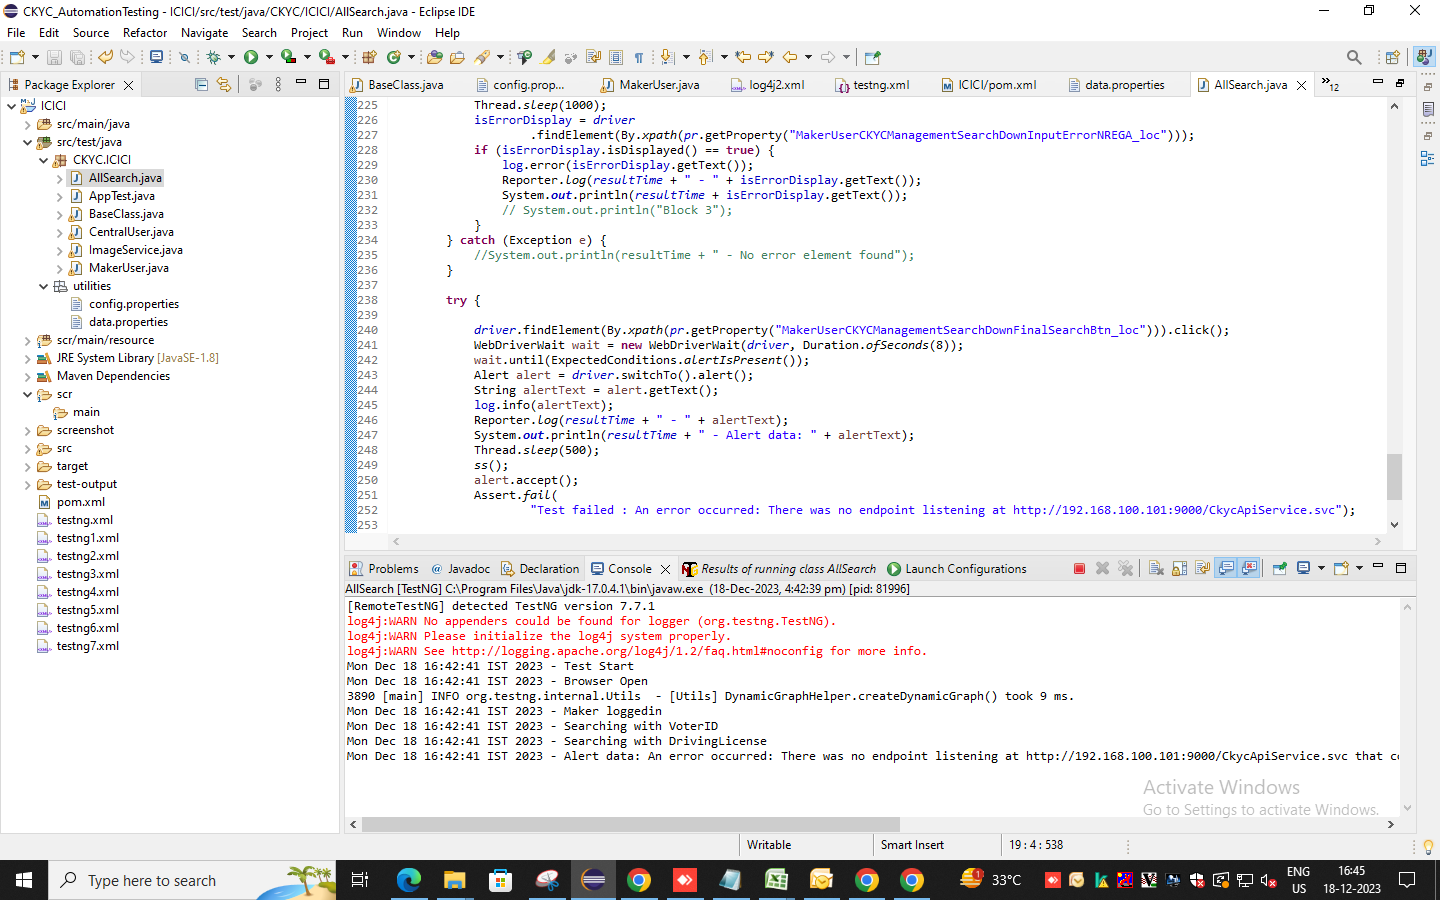 CKYC_AutomationTesting - ICICI/src/test/java/CKYC/ICICI/AllSearch.java - Eclipse IDE
File Edit Source Refactor Navigate Search Project Run Window Help
Package Explorer
ICICI
src/main/java
src/test/java
CKYC.ICICI
AllSearch.java
AppTest.java
BaseClass.java
CentralUser.java
ImageService.java
MakerUser.java
utilities
config.properties
data.properties
scr/main/resource
JRE System Library [JavaSE-1.8]
Maven Dependencies
scr
main
screenshot
src
target
test-output
pom.xml
testng.xml
testng1.xml
testng2.xml
testng3.xml
testng4.xml
testng5.xml
testng6.xml
testng7.xml
BaseClass.java config.prop... MakerUser.java log4j2.xml testng.xml ICICI/pom.xml data.properties AllSearch.java 12
225 Thread.sleep(1000);
226 isErrorDisplay = driver
227 .findElement(By.xpath(pr.getProperty("MakerUserCKYCManagementSearchDownInputErrorNREGA_loc")));
228 if (isErrorDisplay.isDisplayed() == true) {
229 log.error(isErrorDisplay.getText());
230 Reporter.log(resultTime + " - " + isErrorDisplay.getText());
231 System.out.println(resultTime + isErrorDisplay.getText());
232 // System.out.println("Block 3");
233 }
234 } catch (Exception e) {
235 //System.out.println(resultTime + " - No error element found");
236 }
237
238 try {
239
240 driver.findElement(By.xpath(pr.getProperty("MakerUserCKYCManagementSearchDownFinalSearchBtn_loc"))).click();
241 WebDriverWait wait = new WebDriverWait(driver, Duration.ofSeconds(8));
242 wait.until(ExpectedConditions.alertIsPresent());
243 Alert alert = driver.switchTo().alert();
244 String alertText = alert.getText();
245 log.info(alertText);
246 Reporter.log(resultTime + " - " + alertText);
247 System.out.println(resultTime + " - Alert data: " + alertText);
248 Thread.sleep(500);
249 ss();
250 alert.accept();
251 Assert.fail(
252 "Test failed : An error occurred: There was no endpoint listening at http://192.168.100.101:9000/CkycApiService.svc");
253
Problems Javadoc Declaration Console Results of running class AllSearch Launch Configurations
AllSearch [TestNG] C:\Program Files\Java\jdk-17.0.4.1\bin\javaw.exe (18-Dec-2023, 4:42:39 pm) [pid: 81996]
[RemoteTestNG] detected TestNG version 7.7.1
log4j:WARN No appenders could be found for logger (org.testng.TestNG).
log4j:WARN Please initialize the log4j system properly.
log4j:WARN See http://logging.apache.org/log4j/1.2/faq.html#noconfig for more info.
Mon Dec 18 16:42:41 IST 2023 - Test Start
Mon Dec 18 16:42:41 IST 2023 - Browser Open
3890 [main] INFO org.testng.internal.Utils - [Utils] DynamicGraphHelper.createDynamicGraph() took 9 ms.
Mon Dec 18 16:42:41 IST 2023 - Maker loggedin
Mon Dec 18 16:42:41 IST 2023 - Searching with VoterID
Mon Dec 18 16:42:41 IST 2023 - Searching with DrivingLicense
Mon Dec 18 16:42:41 IST 2023 - Alert data: An error occurred: There was no endpoint listening at http://192.168.100.101:9000/CkycApiService.svc that
Activate Windows
Go to Settings to activate Windows.
Writable Smart Insert 19 : 4 : 538
Type here to search
33°C
ENG
US
16:45
18-12-2023